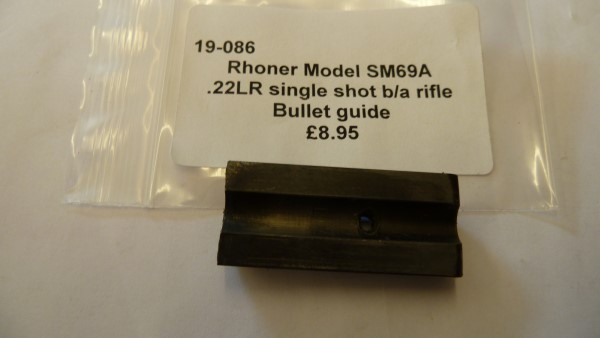 19-086
Rhoner Model SM69A
.22LR single shot b/a rifle
Bullet guide
£8.95